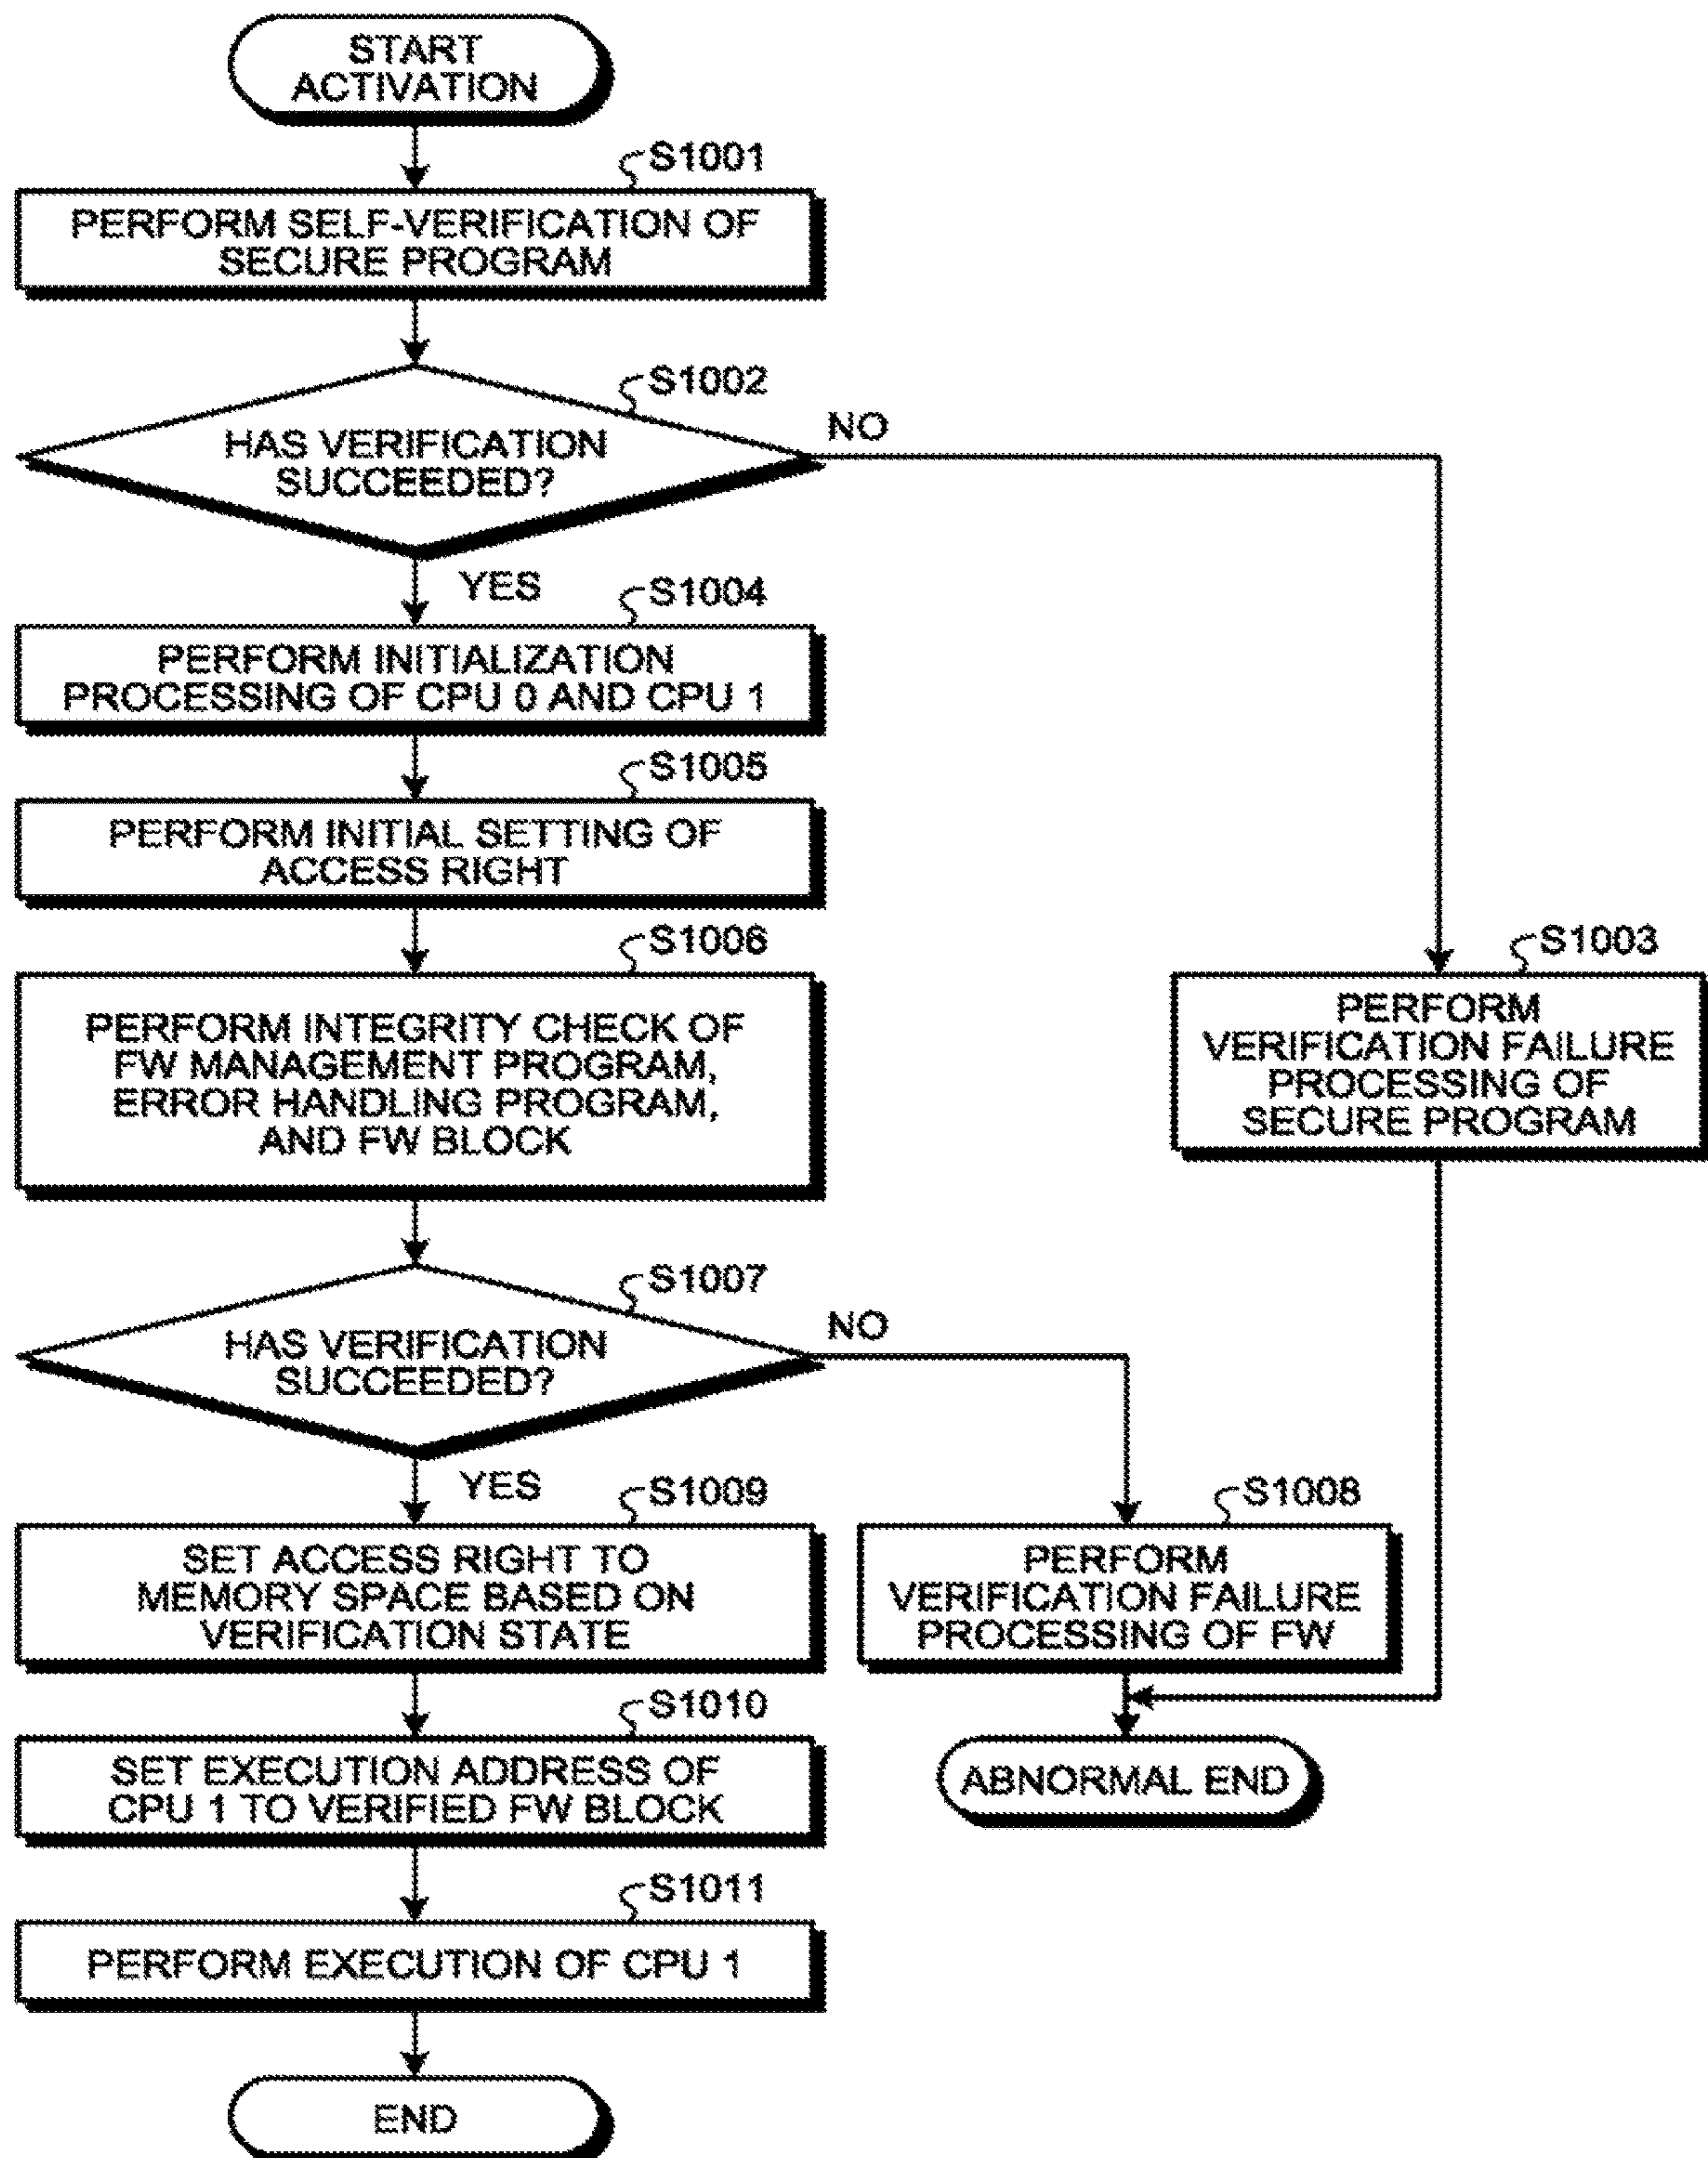 START
ACTIVATION
S1001
PERFORM SELF-VERIFICATION OF
SECURE PROGRAM
S1002
HAS VERIFICATION
SUCCEEDED?
NO
YES
S1004
PERFORM INITIALIZATION
PROCESSING OF CPU 0 AND CPU 1
S1005
PERFORM INITIAL SETTING OF
ACCESS RIGHT
S1006
PERFORM INTEGRITY CHECK OF
FW MANAGEMENT PROGRAM,
ERROR HANDLING PROGRAM,
AND FW BLOCK
S1003
PERFORM
VERIFICATION FAILURE
PROCESSING OF
SECURE PROGRAM
S1007
HAS VERIFICATION
SUCCEEDED?
NO
YES
S1009
SET ACCESS RIGHT TO
MEMORY SPACE BASED ON
VERIFICATION STATE
S1008
PERFORM
VERIFICATION FAILURE
PROCESSING OF FW
S1010
SET EXECUTION ADDRESS OF
CPU 1 TO VERIFIED FW BLOCK
ABNORMAL END
S1011
PERFORM EXECUTION OF CPU 1
END